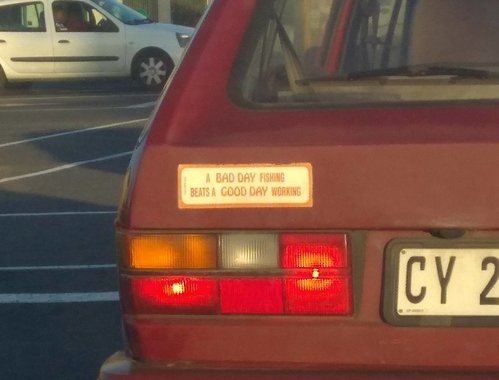 A BAD DAY FISHING
BEATS A GOOD DAY WORKING
CY 2